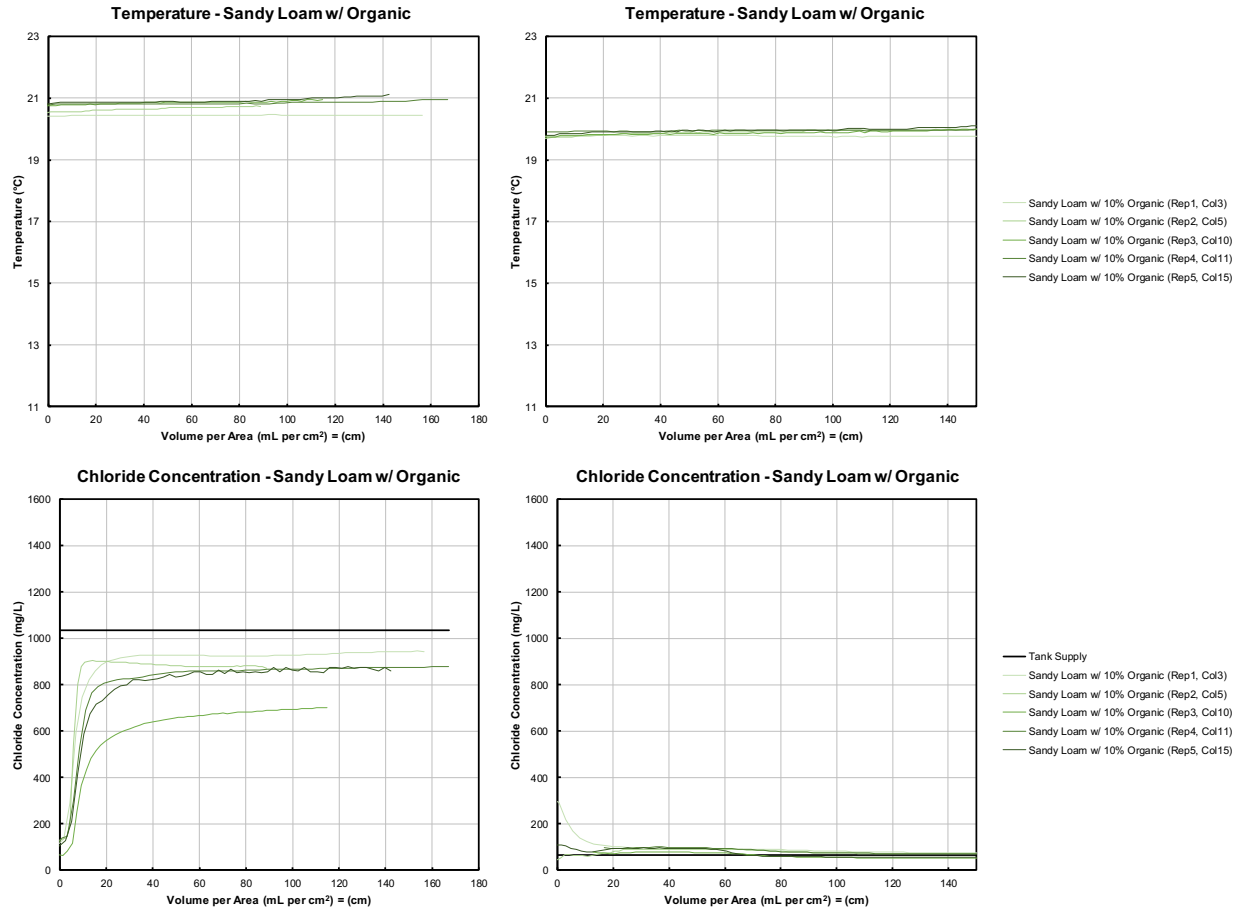 Temperature - Sandy Loam w/ Organic
23
21
19
17
15
13
11
Temperature (°C)
0 20 40 60 80 100 120 140 160 180
Volume per Area (mL per cm²) = (cm)
Temperature - Sandy Loam w/ Organic
23
21
19
17
15
13
11
Temperature (°C)
0 20 40 60 80 100 120 140
Volume per Area (mL per cm²) = (cm)
Sandy Loam w/ 10% Organic (Rep1, Col3)
Sandy Loam w/ 10% Organic (Rep2, Col5)
Sandy Loam w/ 10% Organic (Rep3, Col10)
Sandy Loam w/ 10% Organic (Rep4, Col11)
Sandy Loam w/ 10% Organic (Rep5, Col15)
Chloride Concentration - Sandy Loam w/ Organic
1600
1400
1200
1000
800
600
400
200
0
Chloride Concentration (mg/L)
0 20 40 60 80 100 120 140 160 180
Volume per Area (mL per cm²) = (cm)
Chloride Concentration - Sandy Loam w/ Organic
1600
1400
1200
1000
800
600
400
200
0
Chloride Concentration (mg/L)
0 20 40 60 80 100 120 140
Volume per Area (mL per cm²) = (cm)
Tank Supply
Sandy Loam w/ 10% Organic (Rep1, Col3)
Sandy Loam w/ 10% Organic (Rep2, Col5)
Sandy Loam w/ 10% Organic (Rep3, Col10)
Sandy Loam w/ 10% Organic (Rep4, Col11)
Sandy Loam w/ 10% Organic (Rep5, Col15)